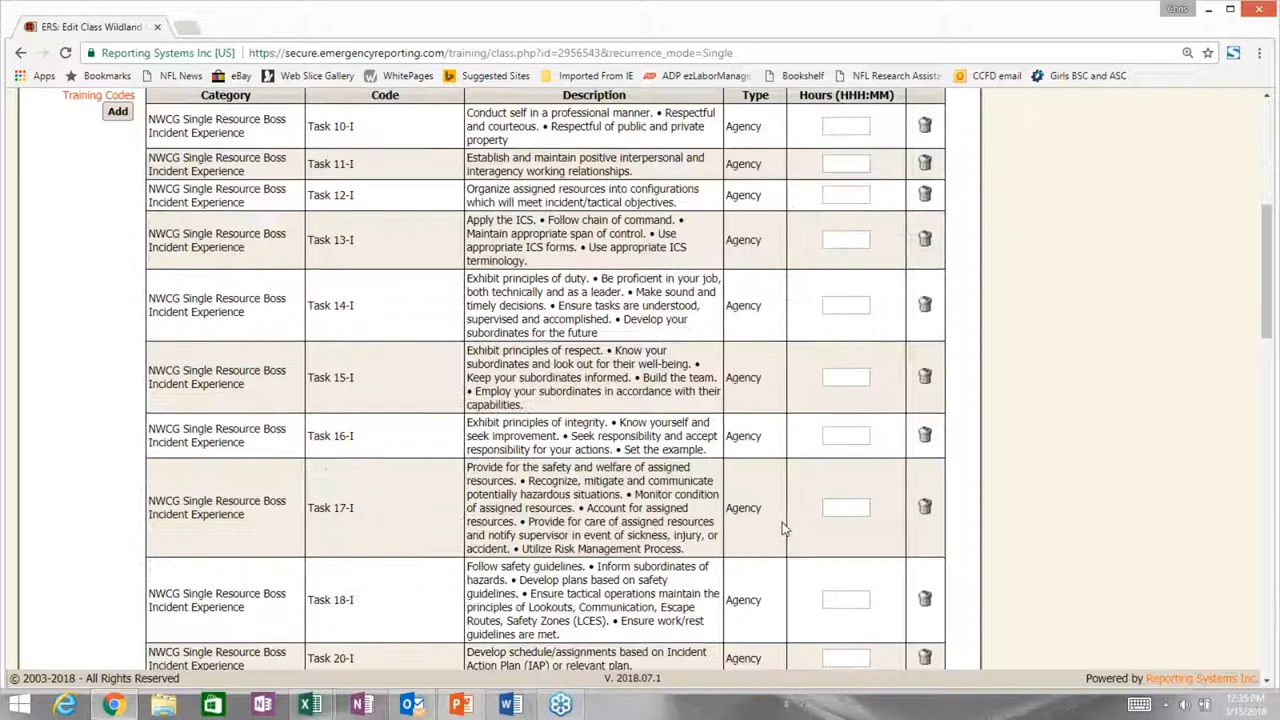 Chris
ERS: Edit Class Wildland
Reporting Systems Inc [US] https://secure.emergencyreporting.com/training/class.php?id=2956543&recurrence_mode=Single
Apps Bookmarks NFL News eBay Web Slice Gallery WhitePages Suggested Sites Imported From IE ADP ezLaborManage Bookshelf NFL Research Assista CCFD email Girls BSC and ASC
Training Codes
Add
Category Code Description Type Hours (HHH:MM)
NWCG Single Resource Boss
Incident Experience
Task 10-I
Conduct self in a professional manner. • Respectful
and courteous. • Respectful of public and private
property
Agency
NWCG Single Resource Boss
Incident Experience
Task 11-I
Establish and maintain positive interpersonal and
interagency working relationships.
Agency
NWCG Single Resource Boss
Incident Experience
Task 12-I
Organize assigned resources into configurations
which will meet incident/tactical objectives.
Agency
NWCG Single Resource Boss
Incident Experience
Task 13-I
Apply the ICS. • Follow chain of command. •
Maintain appropriate span of control. • Use
appropriate ICS forms. • Use appropriate ICS
terminology.
Agency
NWCG Single Resource Boss
Incident Experience
Task 14-I
Exhibit principles of duty. • Be proficient in your job,
both technically and as a leader. • Make sound and
timely decisions. • Ensure tasks are understood,
supervised and accomplished. • Develop your
subordinates for the future
Agency
NWCG Single Resource Boss
Incident Experience
Task 15-I
Exhibit principles of respect. • Know your
subordinates and look out for their well-being. •
Keep your subordinates informed. • Build the team.
• Employ your subordinates in accordance with their
capabilities.
Agency
NWCG Single Resource Boss
Incident Experience
Task 16-I
Exhibit principles of integrity. • Know yourself and
seek improvement. • Seek responsibility and accept
responsibility for your actions. • Set the example.
Agency
NWCG Single Resource Boss
Incident Experience
Task 17-I
Provide for the safety and welfare of assigned
resources. • Recognize, mitigate and communicate
potentially hazardous situations. • Monitor condition
of assigned resources. • Account for assigned
resources. • Provide for care of assigned resources
and notify supervisor in event of sickness, injury, or
accident. • Utilize Risk Management Process.
Agency
NWCG Single Resource Boss
Incident Experience
Task 18-I
Follow safety guidelines. • Inform subordinates of
hazards. • Develop plans based on safety
guidelines. • Ensure tactical operations maintain the
principles of Lookouts, Communication, Escape
Routes, Safety Zones (LCES). • Ensure work/rest
guidelines are met.
Agency
NWCG Single Resource Boss
Incident Experience
Task 20-I
Develop schedule/assignments based on Incident
Action Plan (IAP) or relevant plan.
Agency
© 2003-2018 - All Rights Reserved V. 2018.07.1 Powered by Reporting Systems Inc.
12:35 PM
3/15/2018